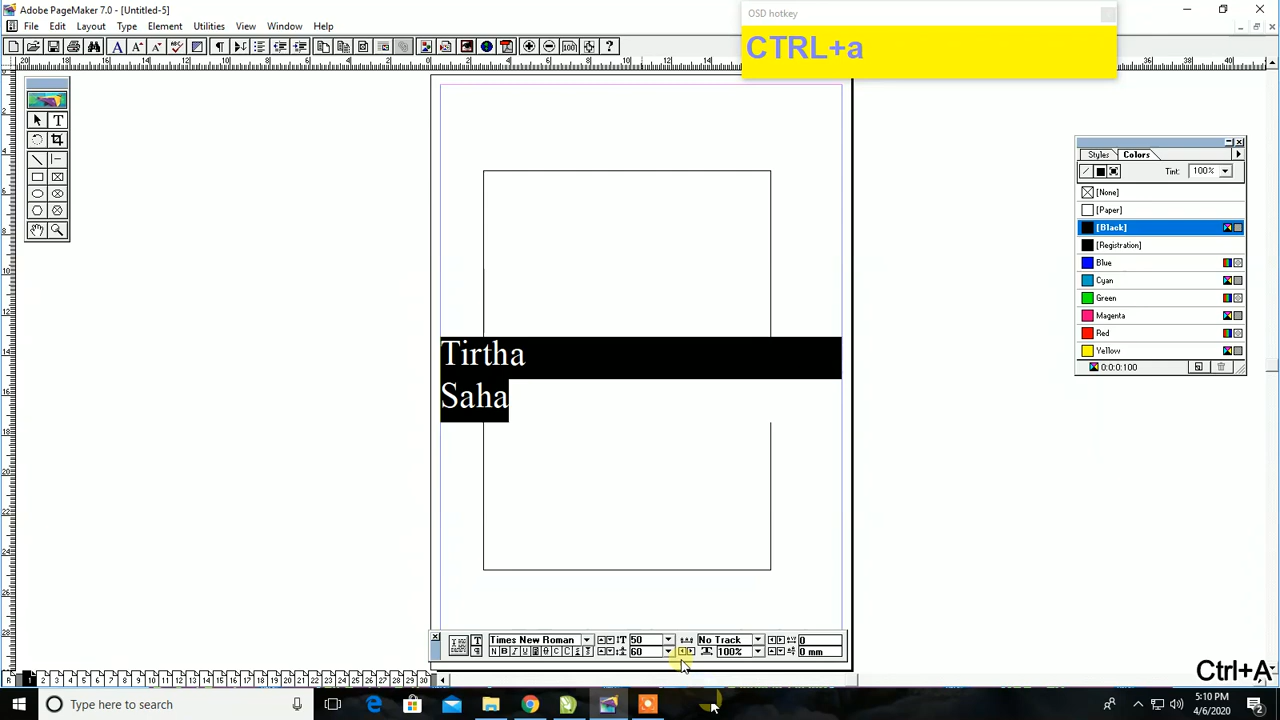 Adobe PageMaker 7.0 - [Untitled-5]
OSD hotkey
File Edit Layout Type Element Utilities View Window Help
CTRL+a
Styles Colors
Tint: 100%
[None]
[Paper]
[Black]
[Registration]
Blue
Cyan
Green
Magenta
Red
Yellow
0:0:0:100
Tirtha
Saha
Times New Roman 50 No Track 0
60 100% 0 mm
Ctrl+A
Type here to search
5:10 PM
4/6/2020